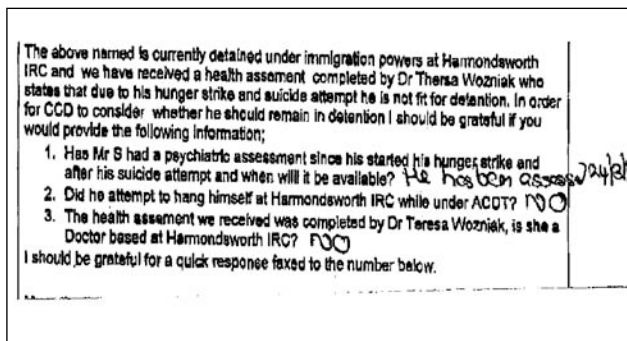 The above named is currently detained under immigration powers at Harmondsworth
IRC and we have received a health assement completed by Dr Thersa Wozniak who
states that due to his hunger strike and suicide attempt he is not fit for detention. In order
for CCD to consider whether he should remain in detention I should be grateful if you
would provide the following information;
1. Has Mr S had a psychiatric assessment since his started his hunger strike and
after his suicide attempt and when will it be available? He has been assess
2. Did he attempt to hang himself at Harmondsworth IRC while under ACDT? NO
3. The health assement we received was completed by Dr Teresa Wozniak, is she a
Doctor based at Harmondsworth IRC? NO
I should be grateful for a quick response faxed to the number below.